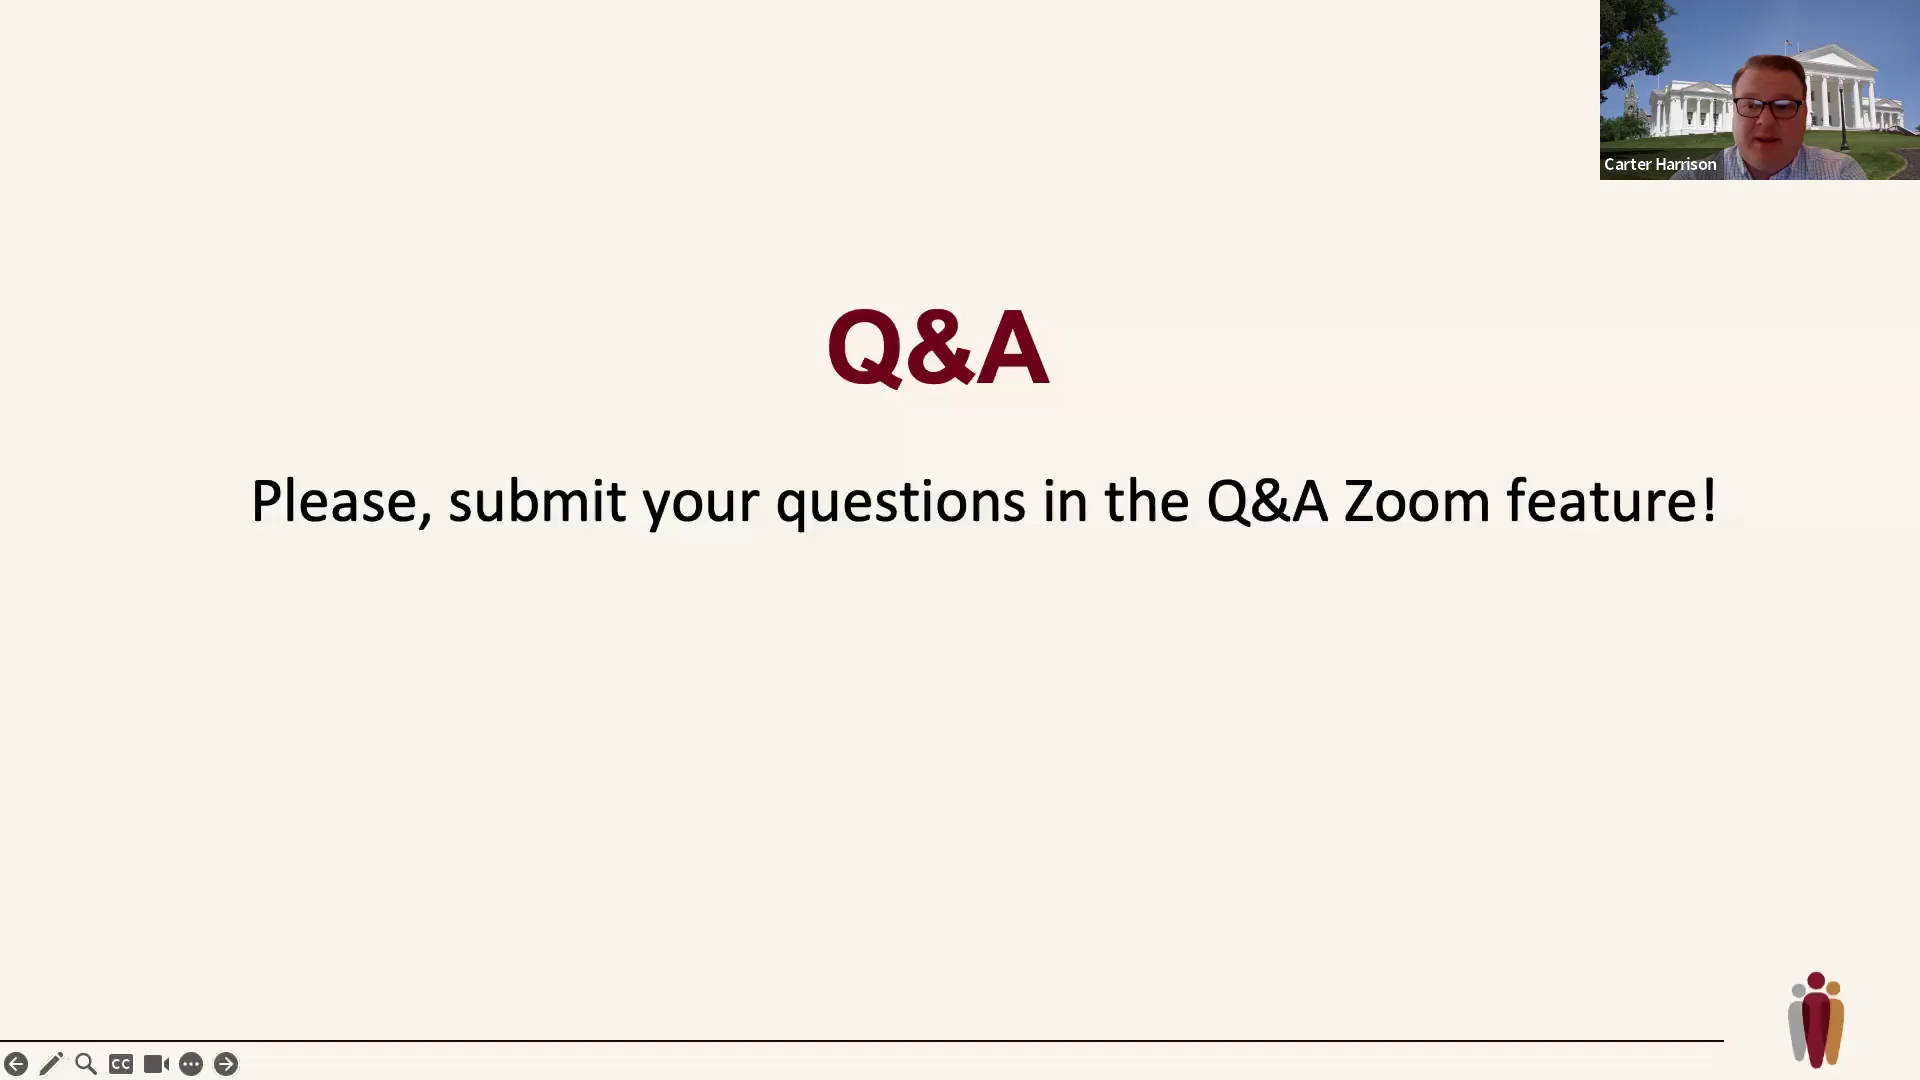 Carter Harrison
Q&A
Please, submit your questions in the Q&A Zoom feature!
CC